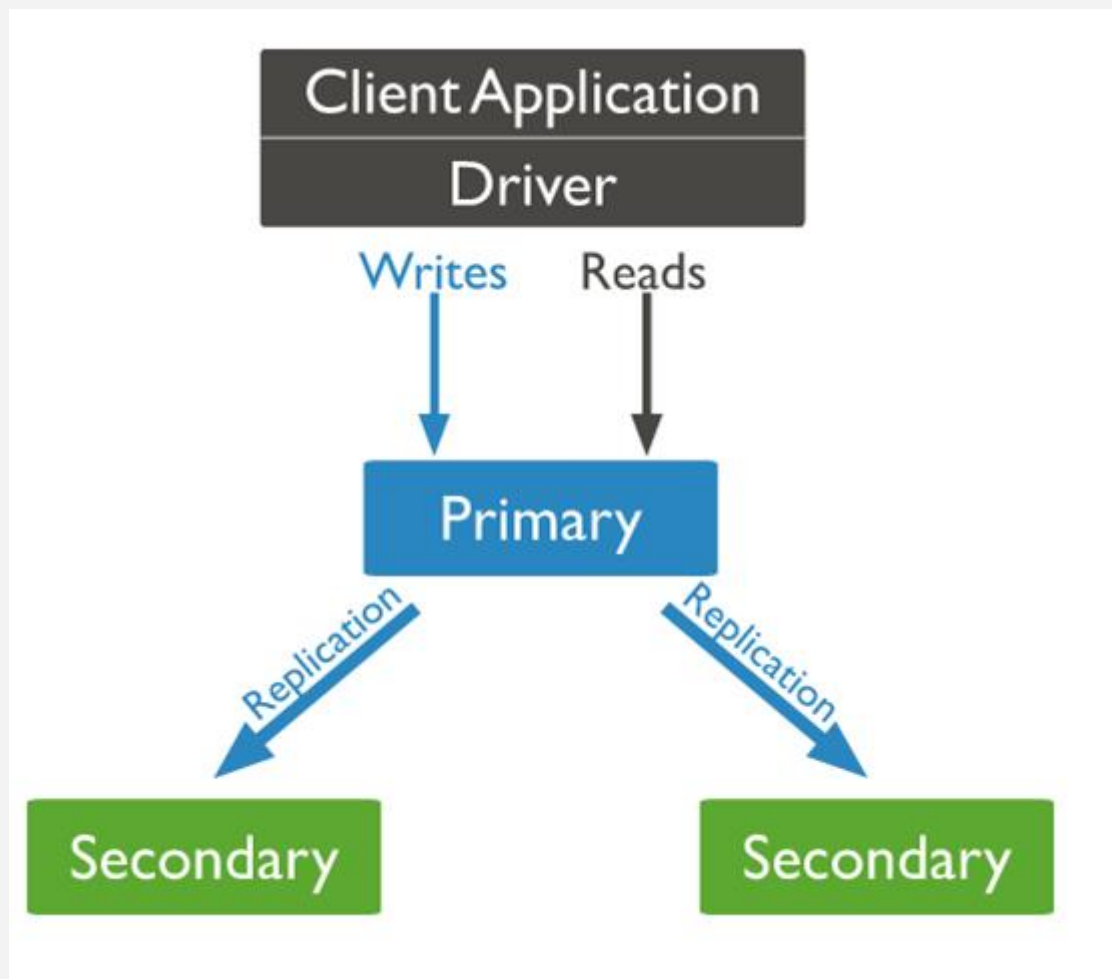 Client Application
Driver
Writes
Reads
Primary
Replication
Replication
Secondary
Secondary